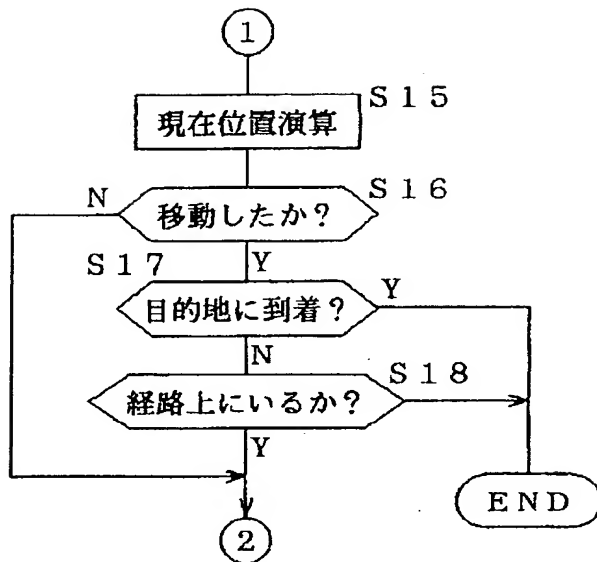 1
S15
現在位置演算
S16
N
移動したか?
S17
Y
目的地に到着?
Y
N
S18
経路上にいるか?
Y
END
2